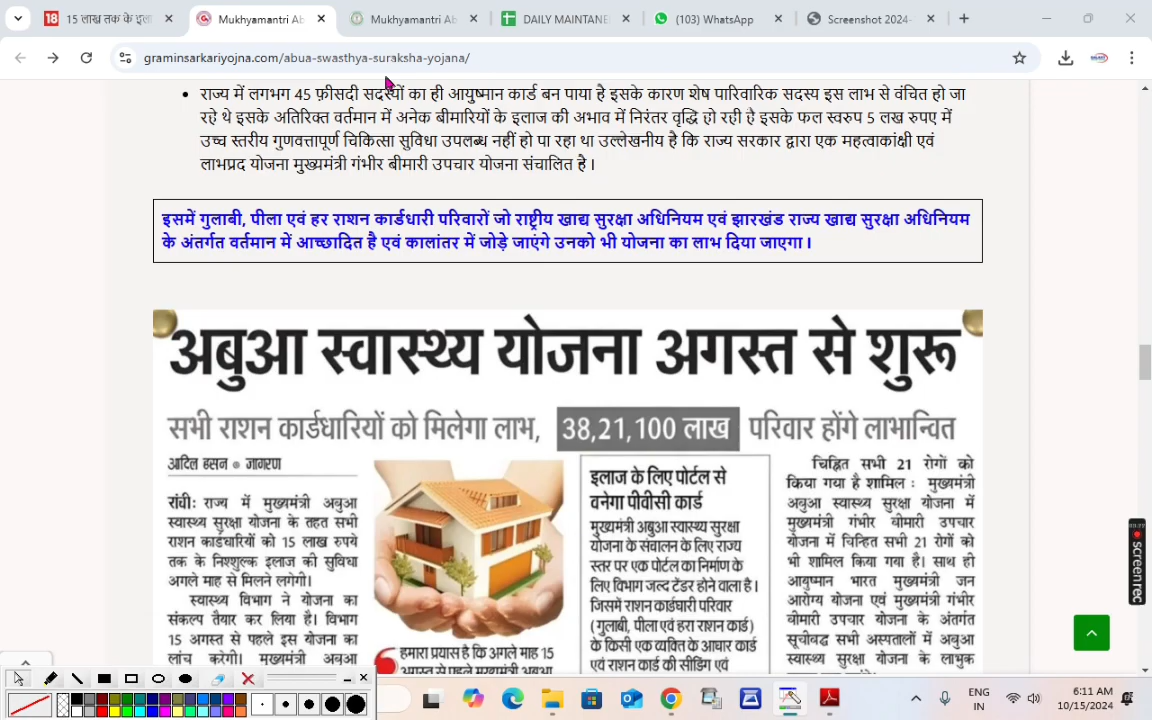 15 लाख तक के इला
Mukhyamantri Ab
Mukhyamantri Ab
DAILY MAINTANE
(103) WhatsApp
Screenshot 2024-
graminsarkariyojna.com/abua-swasthya-suraksha-yojana/
राज्य में लगभग 45 फ़ीसदी सदस्यों का ही आयुष्मान कार्ड बन पाया है इसके कारण शेष पारिवारिक सदस्य इस लाभ से वंचित हो जा
रहे थे इसके अतिरिक्त वर्तमान में अनेक बीमारियों के इलाज की अभाव में निरंतर वृद्धि हो रही है इसके फल स्वरुप 5 लख रुपए में
उच्च स्तरीय गुणवत्तापूर्ण चिकित्सा सुविधा उपलब्ध नहीं हो पा रहा था उल्लेखनीय है कि राज्य सरकार द्वारा एक महत्वाकांक्षी एवं
लाभप्रद योजना मुख्यमंत्री गंभीर बीमारी उपचार योजना संचालित है ।
इसमें गुलाबी, पीला एवं हर राशन कार्डधारी परिवारों जो राष्ट्रीय खाद्य सुरक्षा अधिनियम एवं झारखंड राज्य खाद्य सुरक्षा अधिनियम
के अंतर्गत वर्तमान में आच्छादित है एवं कालांतर में जोड़े जाएंगे उनको भी योजना का लाभ दिया जाएगा ।
अबुआ स्वास्थ्य योजना अगस्त से शुरू
सभी राशन कार्डधारियों को मिलेगा लाभ, 38,21,100 लाख परिवार होंगे लाभान्वित
आटिल हसन जागरण
रांची: राज्य में मुख्यमंत्री अबुआ
स्वास्थ्य सुरक्षा योजना के तहत सभी
राशन कार्डधारियों को 15 लाख रुपये
तक के निश्शुल्क इलाज की सुविधा
अगले माह से मिलने लगेगी।
स्वास्थ्य विभाग ने योजना का
संकल्प तैयार कर लिया है। विभाग
15 अगस्त से पहले इस योजना का
लांच करेगी। मुख्यमंत्री अबुआ
हमारा प्रयास है कि अगले माह 15
अगस्त से पहले मुख्यमंत्री अबुआ
इलाज के लिए पोर्टल से
बनेगा पीवीसी कार्ड
मुख्यमंत्री अबुआ स्वास्थ्य सुरक्षा
योजना के संचालन के लिए राज्य
स्तर पर एक पोर्टल का निर्माण के
लिए विभाग जल्द टेंडर होने वाला है।
जिसमें राशन कार्डधारी परिवार
(गुलाबी, पीला एवं हरा राशन कार्ड)
के किसी एक व्यक्ति के आधार कार्ड
एवं राशन कार्ड की सीडिंग एवं
चिह्नित सभी 21 रोगों को
किया गया है शामिल : मुख्यमंत्री
अबुआ स्वास्थ्य सुरक्षा योजना में
मुख्यमंत्री गंभीर बीमारी उपचार
योजना में चिन्हित सभी 21 रोगों को
भी शामिल किया गया है। साथ ही
आयुष्मान भारत मुख्यमंत्री जन
आरोग्य योजना एवं मुख्यमंत्री गंभीर
बीमारी उपचार योजना के अंतर्गत
सूचीबद्ध सभी अस्पतालों में अबुआ
स्वास्थ्य सुरक्षा योजना के लाभुक
screen rec
ENG
IN
6:11 AM
10/15/2024